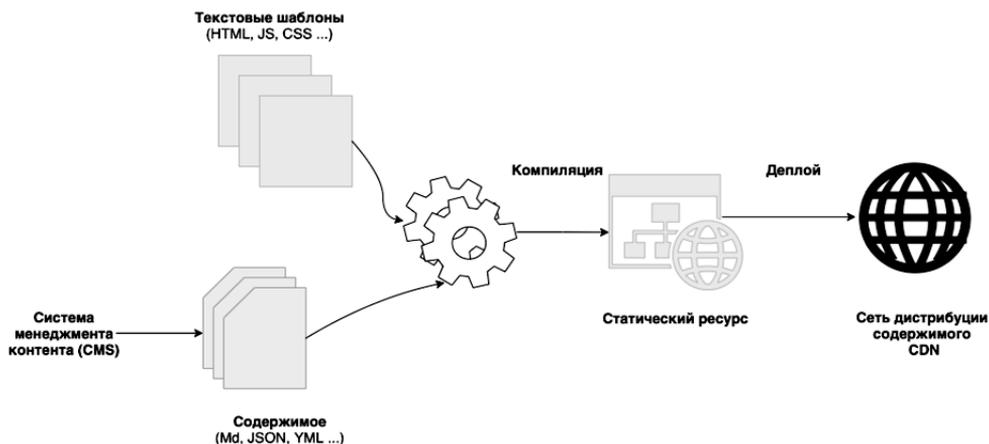 Текстовые шаблоны
(HTML, JS, CSS ...)
Компиляция
Деплой
Система
менеджмента
контента (CMS)
Статический ресурс
Сеть дистрибуции
содержимого
CDN
Содержимое
(Md, JSON, YML ...)